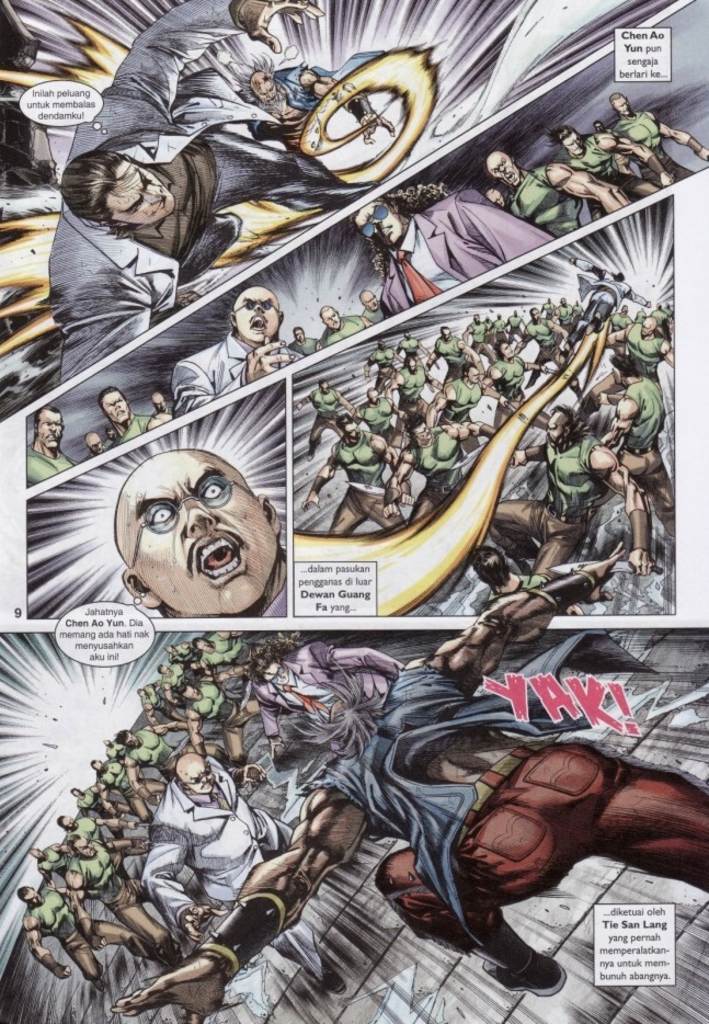 Inilah peluang
untuk membalas
dendamku!
Chen Ao
Yun pun
sengaja
berlari ke...
...dalam pasukan
pengganas di luar
Dewan Guang
Fa yang...
9
Jahatnya
Chen Ao Yun. Dia
memang ada hati nak
menyusahkan
aku ini!
YAK!
...diketuai oleh
Tie San Lang
yang pernah
memperalatkan-
nya untuk mem-
bunuh abangnya.